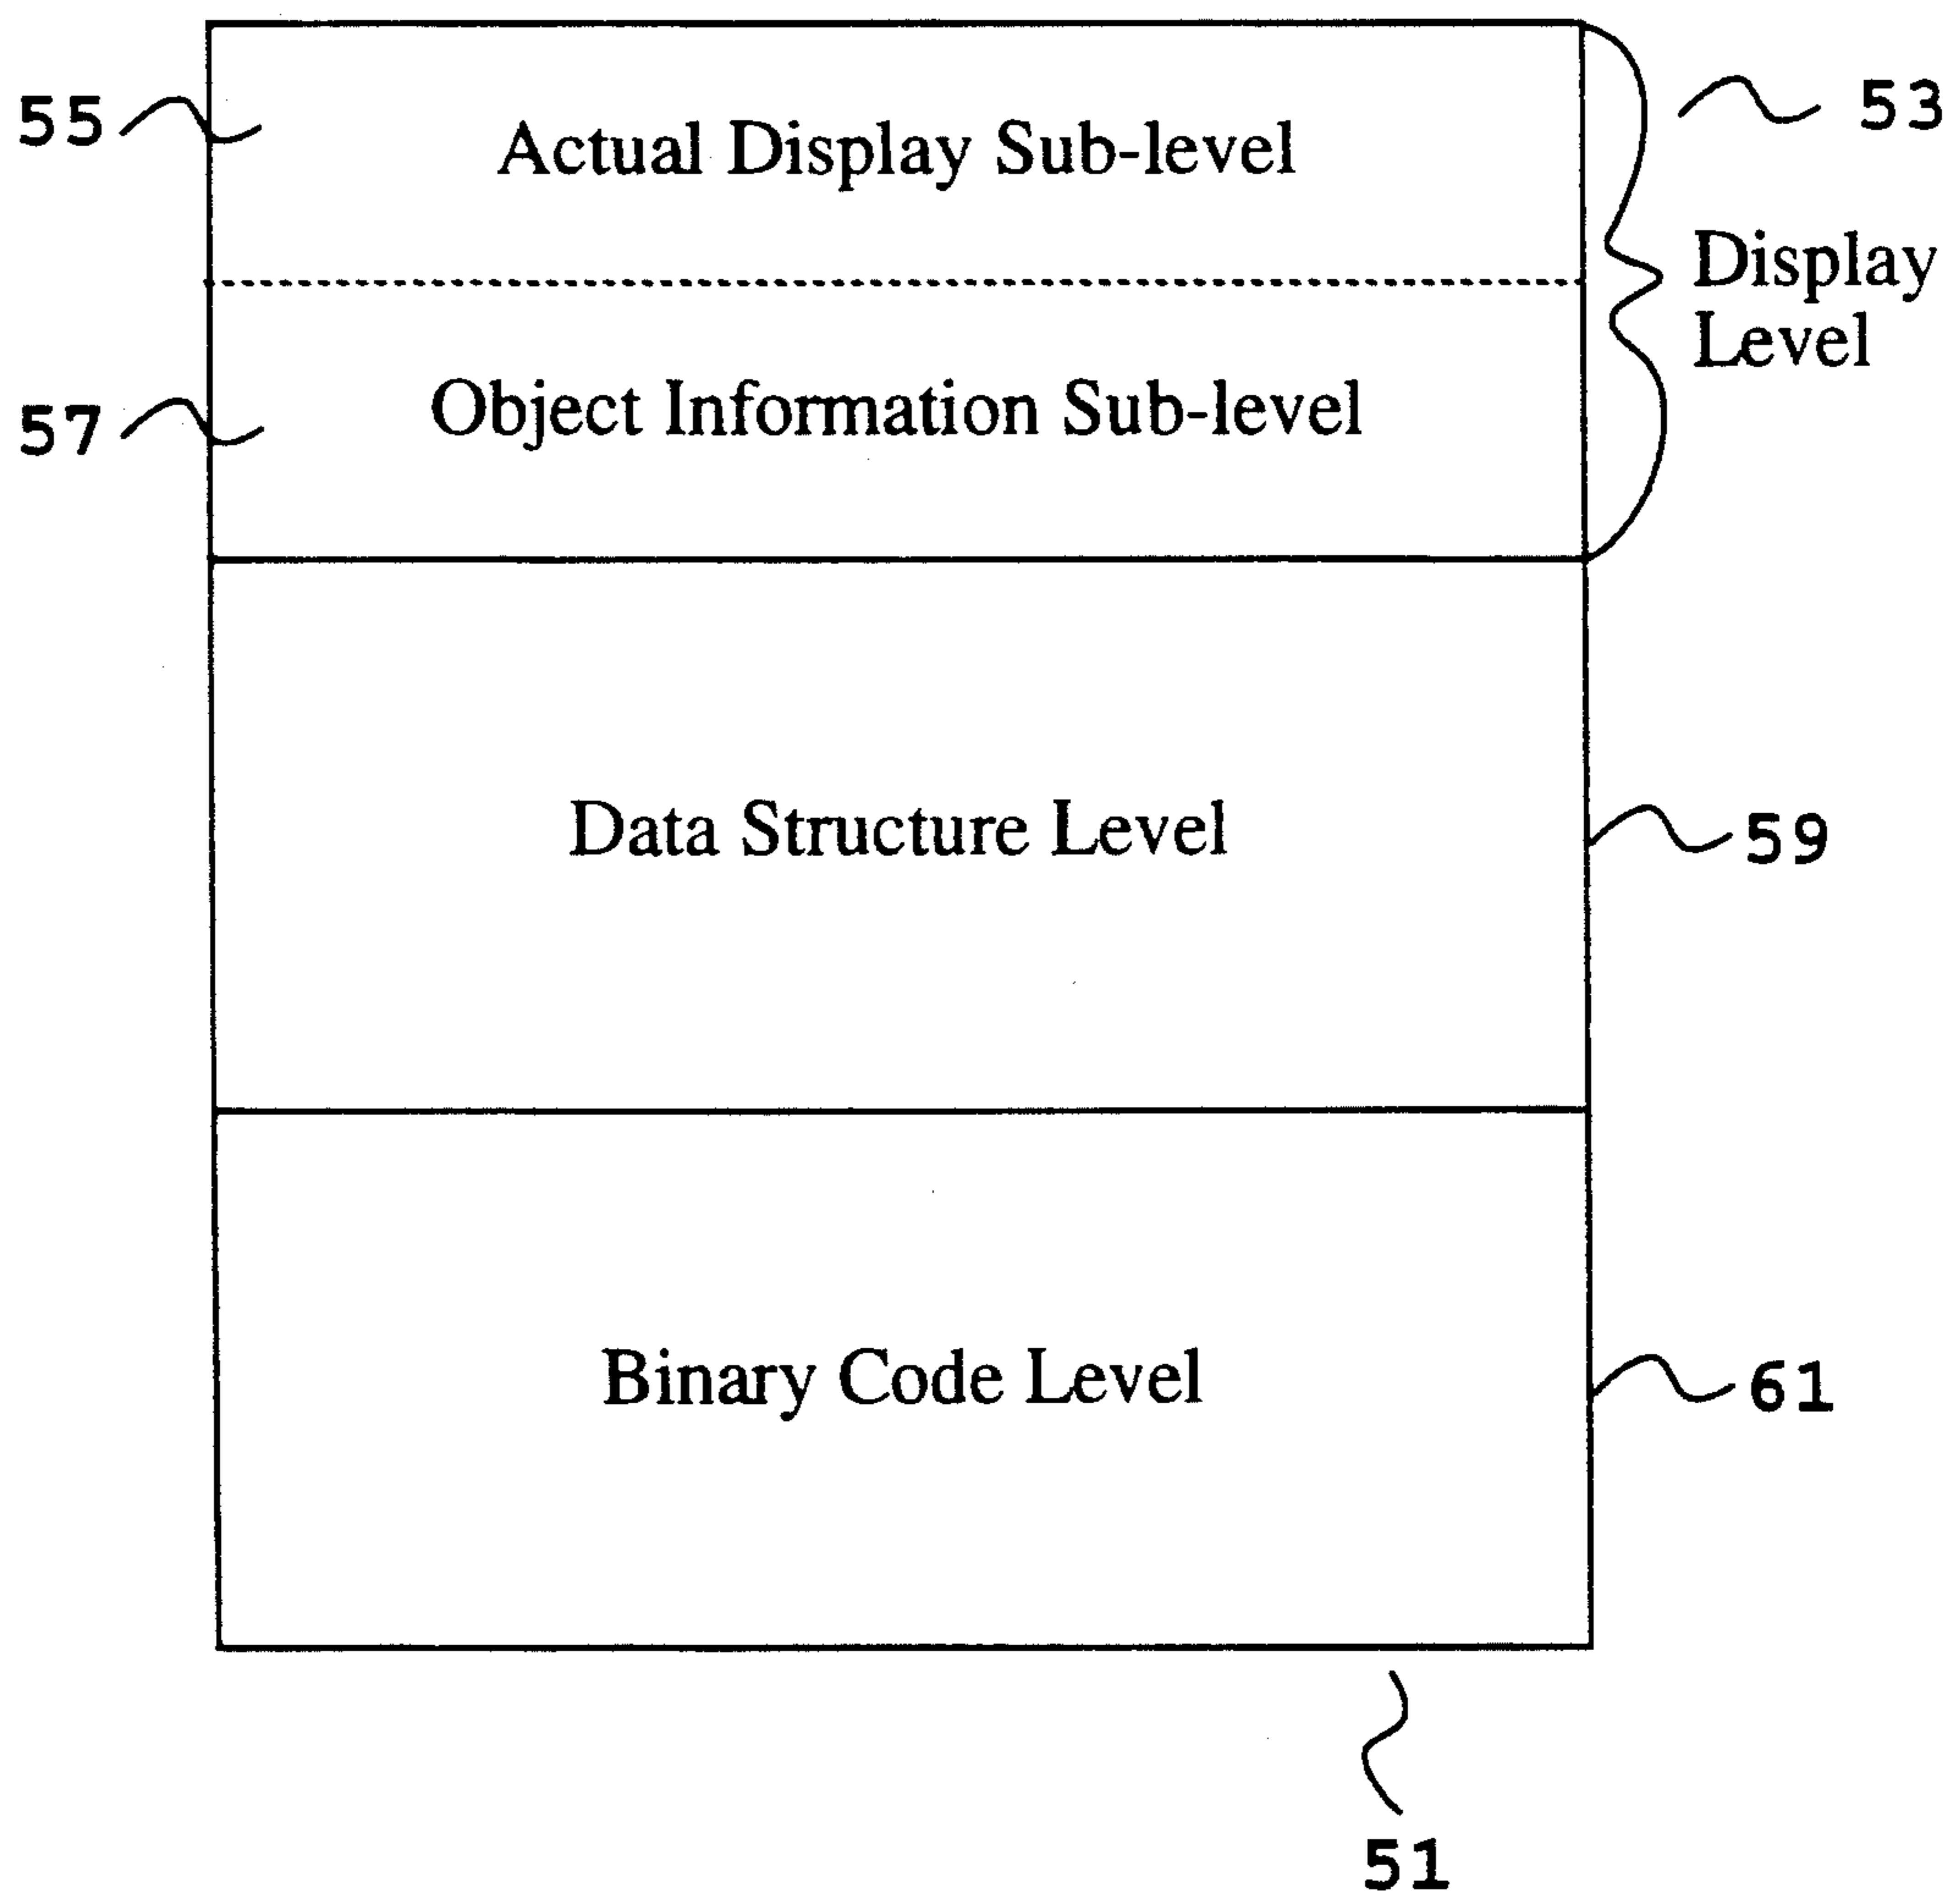 55
Actual Display Sub-level
53
Display
Level
57
Object Information Sub-level
Data Structure Level
59
Binary Code Level
61
51